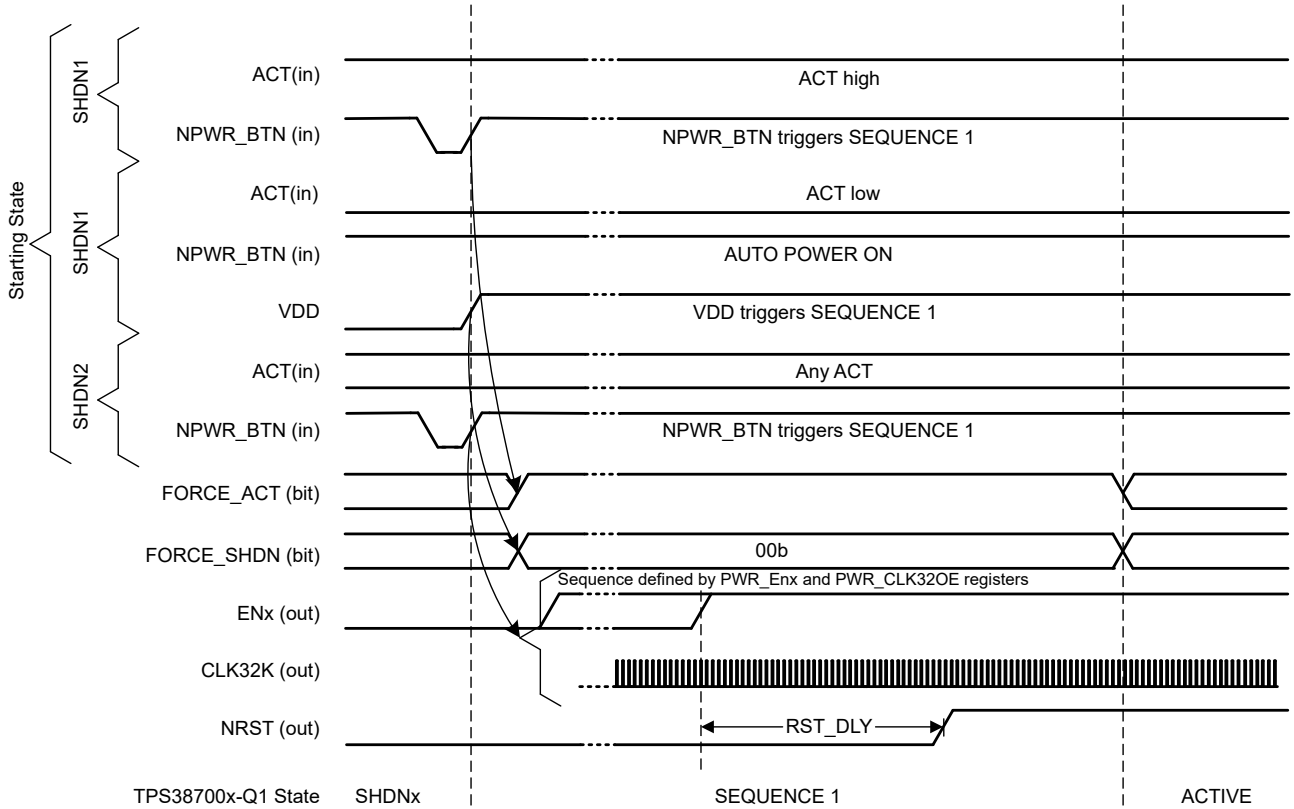 Starting State
SHDN1
SHDN1
SHDN2
ACT(in)
ACT high
NPWR_BTN (in)
NPWR_BTN triggers SEQUENCE 1
ACT(in)
ACT low
NPWR_BTN (in)
AUTO POWER ON
VDD
VDD triggers SEQUENCE 1
ACT(in)
Any ACT
NPWR_BTN (in)
NPWR_BTN triggers SEQUENCE 1
FORCE_ACT (bit)
FORCE_SHDN (bit)
00b
Sequence defined by PWR_Enx and PWR_CLK32OE registers
ENx (out)
CLK32K (out)
NRST (out)
RST_DLY
TPS38700x-Q1 State
SHDNx
SEQUENCE 1
ACTIVE